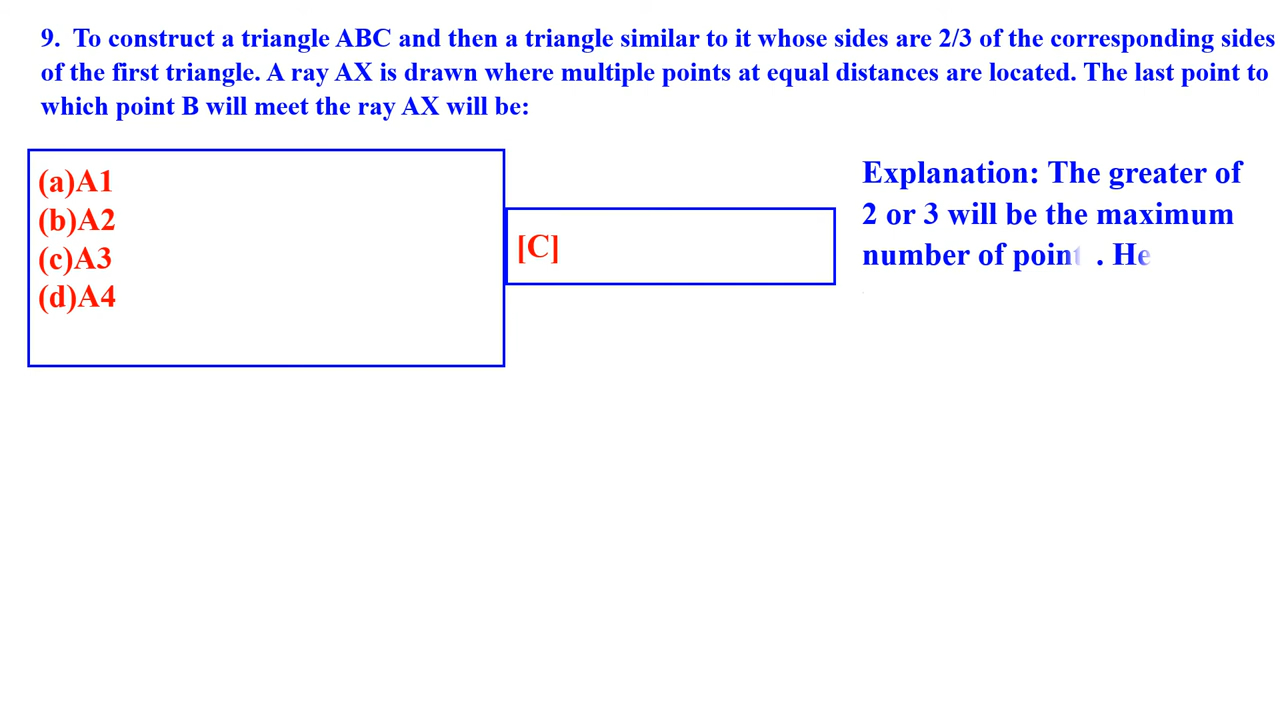 9. To construct a triangle ABC and then a triangle similar to it whose sides are 2/3 of the corresponding sides
of the first triangle. A ray AX is drawn where multiple points at equal distances are located. The last point to
which point B will meet the ray AX will be:
(a)A1
(b)A2
(c)A3
(d)A4
[C]
Explanation: The greater of
2 or 3 will be the maximum
number of point . He